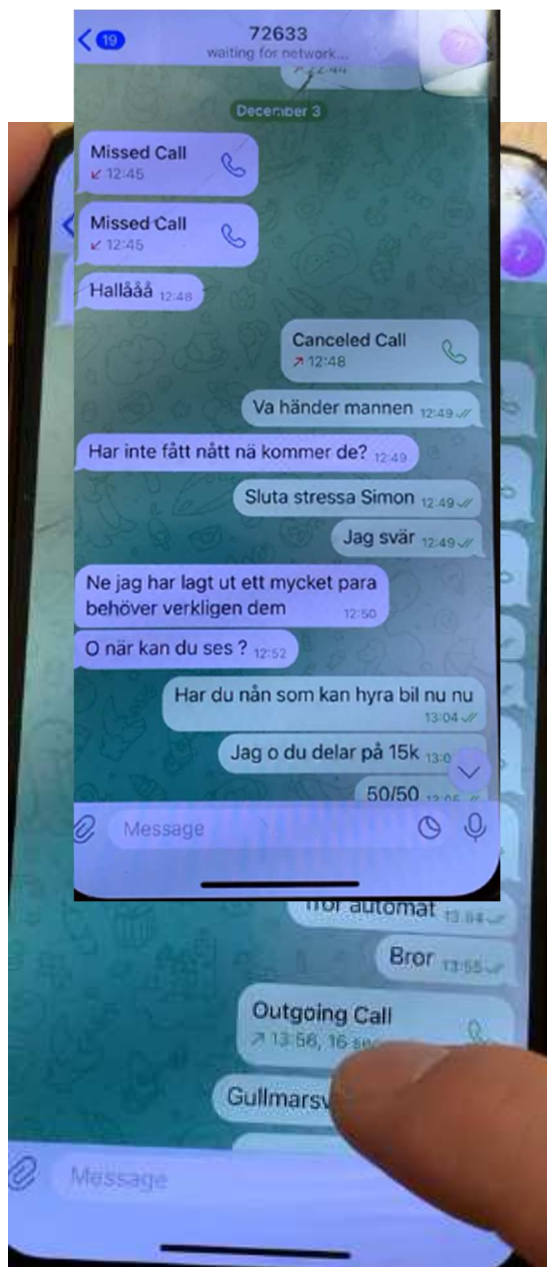 19
72633
waiting for network...
December 3
Missed Call
↙ 12:45
Missed Call
↙ 12:45
Hallååå 12:48
Canceled Call
↗ 12:48
Va händer mannen 12:49
Har inte fått nått nä kommer de? 12:49
Sluta stressa Simon 12:49
Jag svär 12:49
Ne jag har lagt ut ett mycket para
behöver verkligen dem 12:50
O när kan du ses ? 12:52
Har du nån som kan hyra bil nu nu
13:04
Jag o du delar på 15k
50/50
Message
automat
Bror 13:55
Outgoing Call
↗ 13:56, 16
Message
7